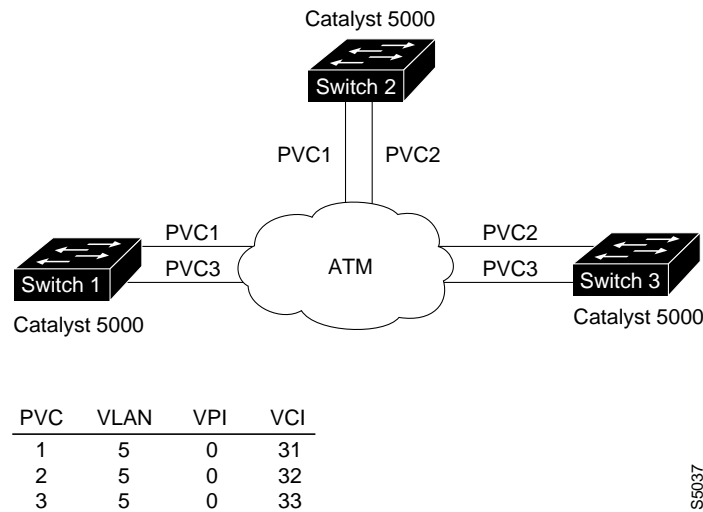 Catalyst 5000
Switch 2
PVC1 PVC2
PVC1 PVC2
PVC3 ATM PVC3
Switch 1 Switch 3
Catalyst 5000 Catalyst 5000
PVC VLAN VPI VCI
1 5 0 31
2 5 0 32
3 5 0 33
S5037